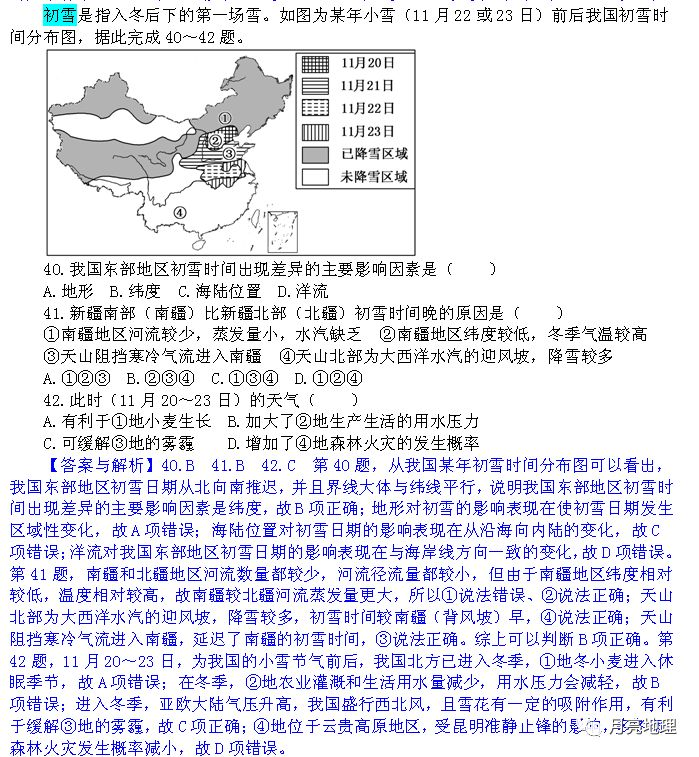 初雪是指入冬后下的第一场雪。如图为某年小雪（11月22或23日）前后我国初雪时
间分布图，据此完成40～42题。
11月20日
11月21日
11月22日
11月23日
已降雪区域
未降雪区域
①
②
③
④
40.我国东部地区初雪时间出现差异的主要影响因素是（　　）
A.地形　B.纬度　C.海陆位置　D.洋流
41.新疆南部（南疆）比新疆北部（北疆）初雪时间晚的原因是（　　）
①南疆地区河流较少，蒸发量小，水汽缺乏　②南疆地区纬度较低，冬季气温较高
③天山阻挡寒冷气流进入南疆　④天山北部为大西洋水汽的迎风坡，降雪较多
A.①②③　B.②③④　C.①③④　D.①②④
42.此时（11月20～23日）的天气（　　）
A.有利于①地小麦生长　B.加大了②地生产生活的用水压力
C.可缓解③地的雾霾　　D.增加了④地森林火灾的发生概率
【答案与解析】40.B　41.B　42.C　第40题，从我国某年初雪时间分布图可以看出，
我国东部地区初雪日期从北向南推迟，并且界线大体与纬线平行，说明我国东部地区初雪时
间出现差异的主要影响因素是纬度，故B项正确；地形对初雪的影响表现在使初雪日期发生
区域性变化，故A项错误；海陆位置对初雪日期的影响表现在从沿海向内陆的变化，故C
项错误；洋流对我国东部地区初雪日期的影响表现在与海岸线方向一致的变化，故D项错误。
第41题，南疆和北疆地区河流数量都较少，河流径流量都较小，但由于南疆地区纬度相对
较低，温度相对较高，故南疆较北疆河流蒸发量更大，所以①说法错误、②说法正确；天山
北部为大西洋水汽的迎风坡，降雪较多，初雪时间较南疆（背风坡）早，④说法正确；天山
阻挡寒冷气流进入南疆，延迟了南疆的初雪时间，③说法正确。综上可以判断B项正确。第
42题，11月20～23日，为我国的小雪节气前后，我国北方已进入冬季，①地冬小麦进入休
眠季节，故A项错误；在冬季，②地农业灌溉和生活用水量减少，用水压力会减轻，故B
项错误；进入冬季，亚欧大陆气压升高，我国盛行西北风，且雪花有一定的吸附作用，有利
于缓解③地的雾霾，故C项正确；④地位于云贵高原地区，受昆明准静止锋的影
月亮地理
森林火灾发生概率减小，故D项错误。